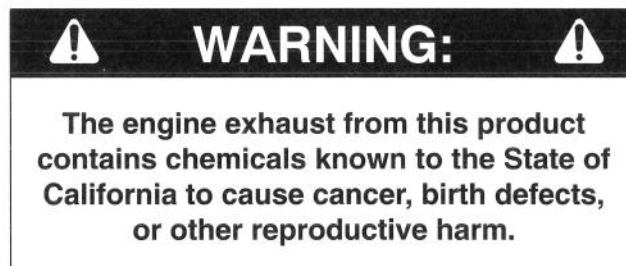 WARNING:
The engine exhaust from this product
contains chemicals known to the State of
California to cause cancer, birth defects,
or other reproductive harm.